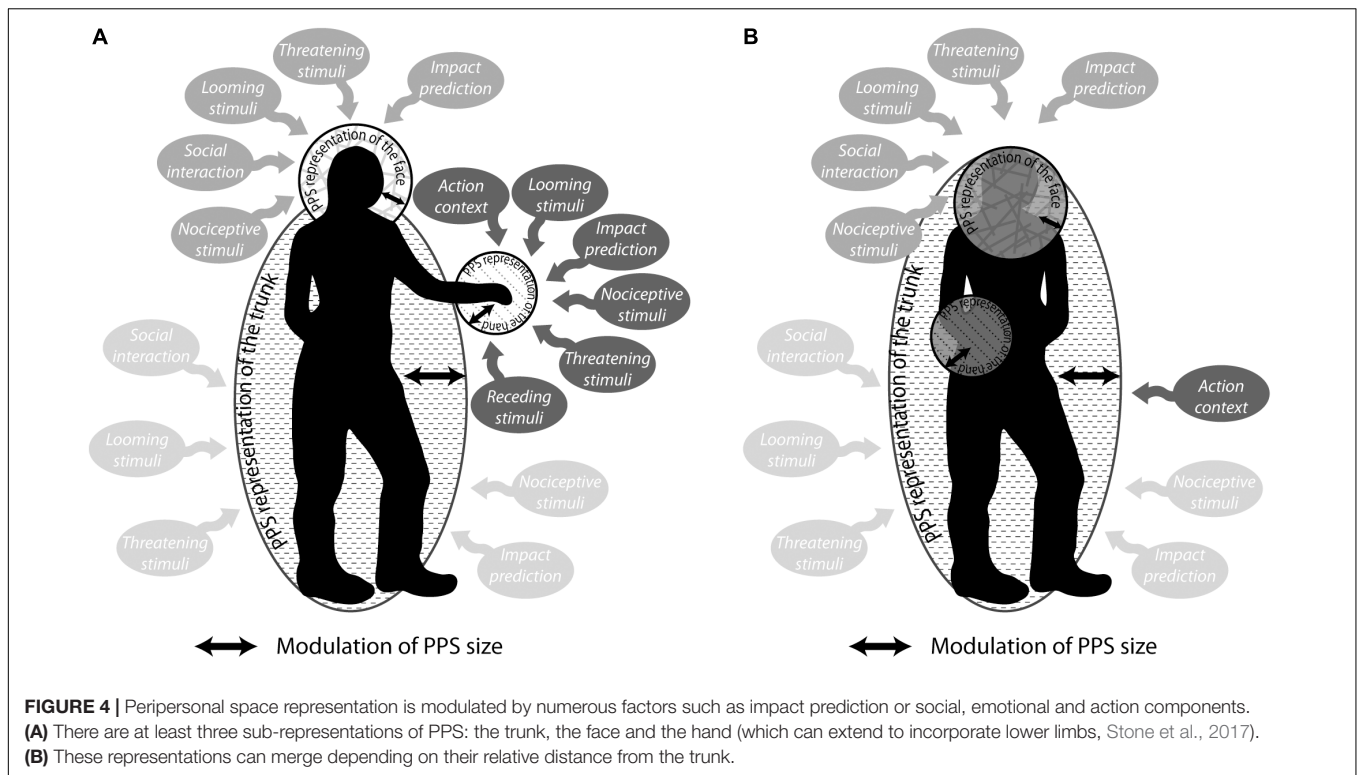 A
Threatening
stimuli
Impact
prediction
Looming
stimuli
Social
interaction
Nociceptive
stimuli
PPS representation of the face
Action
context
Looming
stimuli
Impact
prediction
Nociceptive
stimuli
Threatening
stimuli
Receding
stimuli
PPS representation of the hand
PPS representation of the trunk
Social
interaction
Looming
stimuli
Threatening
stimuli
Nociceptive
stimuli
Impact
prediction
Modulation of PPS size
B
Threatening
stimuli
Impact
prediction
Looming
stimuli
Social
interaction
Nociceptive
stimuli
PPS representation of the face
PPS representation of the hand
PPS representation of the trunk
Action
context
Social
interaction
Looming
stimuli
Threatening
stimuli
Nociceptive
stimuli
Impact
prediction
Modulation of PPS size
FIGURE 4 | Peripersonal space representation is modulated by numerous factors such as impact prediction or social, emotional and action components.
(A) There are at least three sub-representations of PPS: the trunk, the face and the hand (which can extend to incorporate lower limbs, Stone et al., 2017).
(B) These representations can merge depending on their relative distance from the trunk.